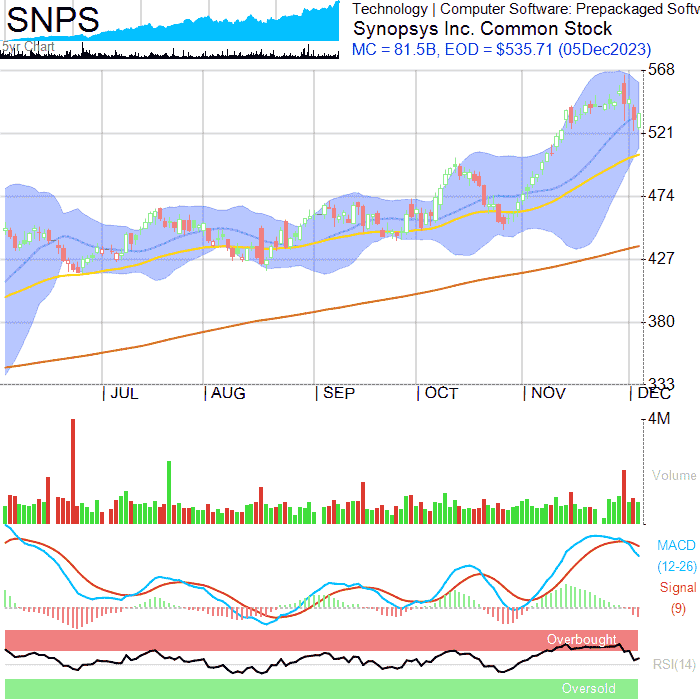 SNPS
5yr Chart
Technology | Computer Software: Prepackaged Softw
Synopsys Inc. Common Stock
MC = 81.5B, EOD = $535.71 (05Dec2023)
568
521
474
427
380
333
JUL AUG SEP OCT NOV DEC
4M
Volume
MACD
(12-26)
Signal
(9)
Overbought
RSI(14)
Oversold